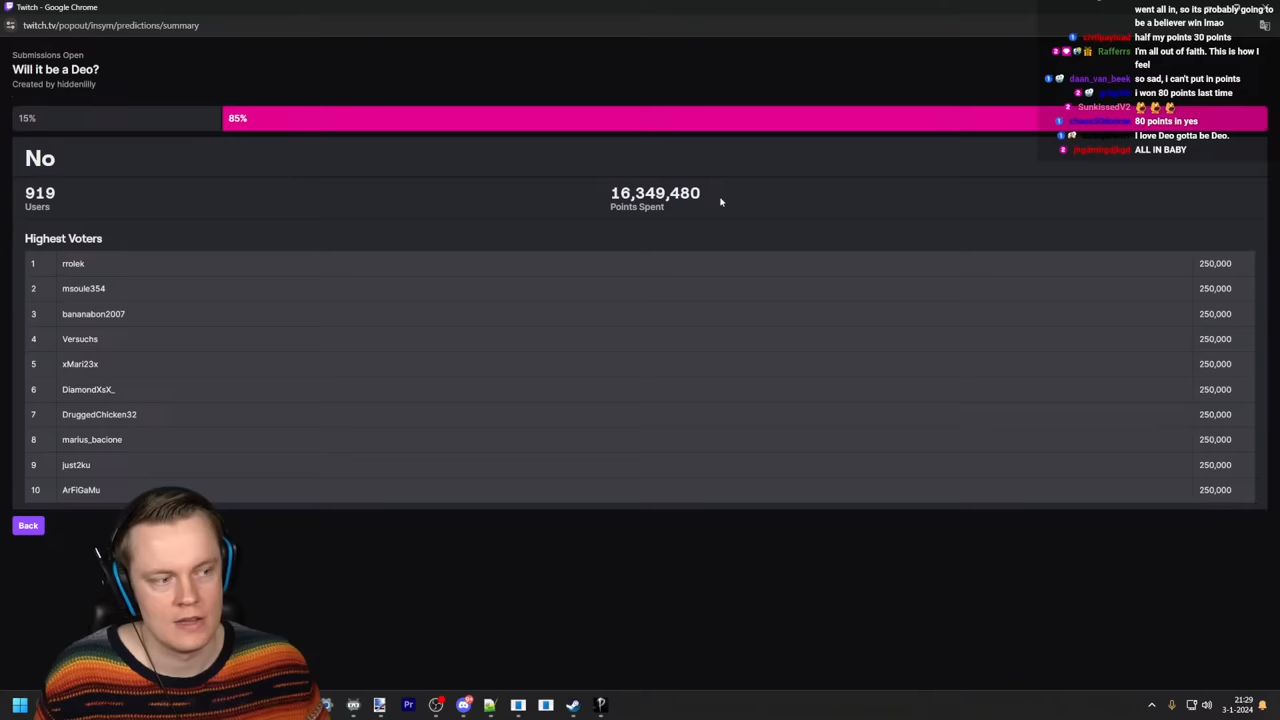 Twitch - Google Chrome
twitch.tv/popout/insym/predictions/summary
Submissions Open
Will it be a Deo?
Created by hiddenlilly
15%
85%
No
919
Users
16,349,480
Points Spent
Highest Voters
1 rrolek 250,000
2 msoule354 250,000
3 bananabon2007 250,000
4 Versuchs 250,000
5 xMari23x 250,000
6 DiamondXsX_ 250,000
7 DruggedChicken32 250,000
8 marius_bacione 250,000
9 just2ku 250,000
10 ArFiGaMu 250,000
Back
went all in, so its probably going to
be a believer win lmao
half my points 30 points
Rafferrs I'm all out of faith. This is how I
feel
daan_van_beek so sad, i can't put in points
i won 80 points last time
SunkissedV2
80 points in yes
I love Deo gotta be Deo.
ALL IN BABY
Pr
21:29
3-1-2024